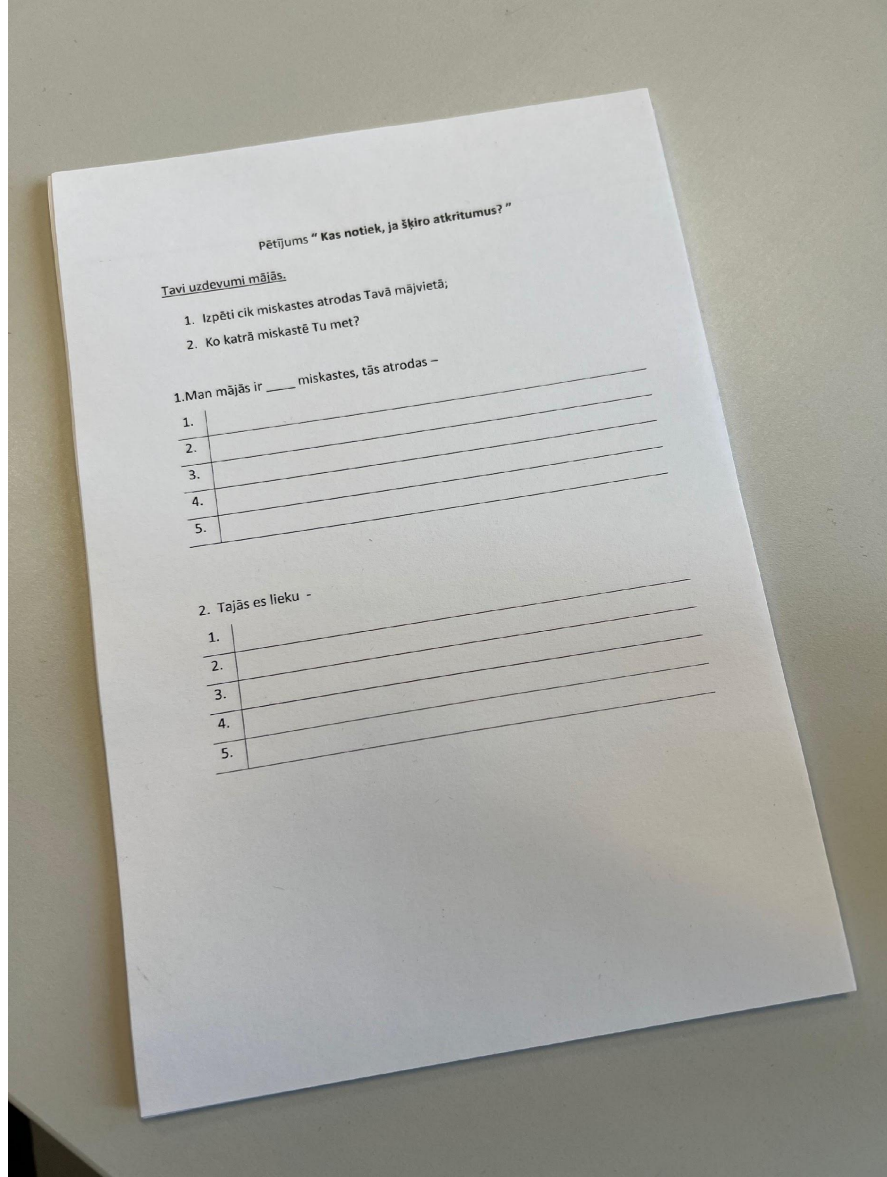 Pētījums “ Kas notiek, ja šķiro atkritumus? ”
Tavi uzdevumi mājās.
1. Izpēti cik miskastes atrodas Tavā mājvietā;
2. Ko katrā miskastē Tu met?
1.Man mājās ir ____ miskastes, tās atrodas –
1.
2.
3.
4.
5.
2. Tajās es lieku -
1.
2.
3.
4.
5.